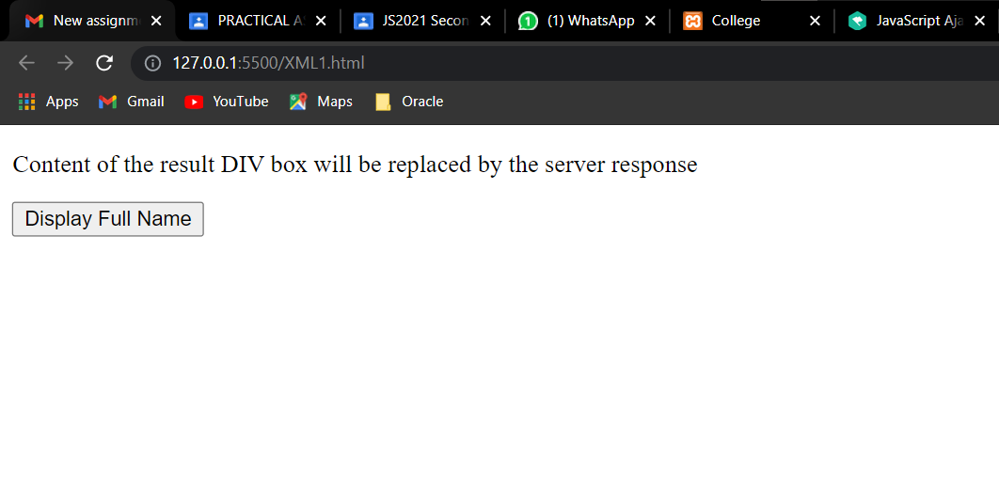 New assignm PRACTICAL A JS2021 Secon (1) WhatsApp College JavaScript Aja
127.0.0.1:5500/XML1.html
Apps Gmail YouTube Maps Oracle
Content of the result DIV box will be replaced by the server response
Display Full Name